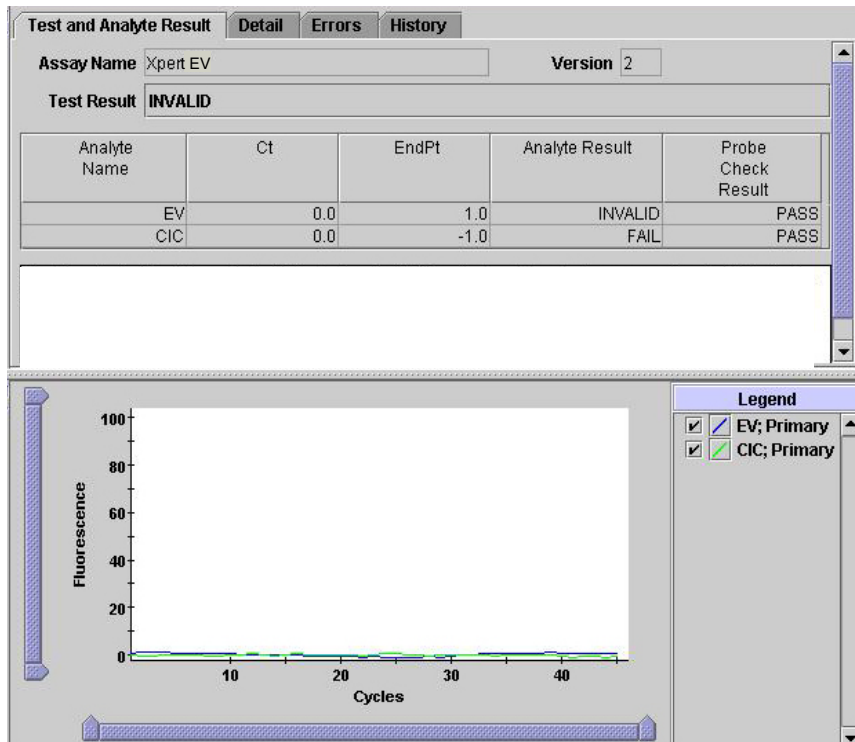 Test and Analyte Result Detail Errors History
Assay Name Xpert EV Version 2
Test Result INVALID
Analyte Name Ct EndPt Analyte Result Probe Check Result
EV 0.0 1.0 INVALID PASS
CIC 0.0 -1.0 FAIL PASS
Legend
EV; Primary
CIC; Primary
100
80
60
40
20
0
Fluorescence
10 20 30 40
Cycles